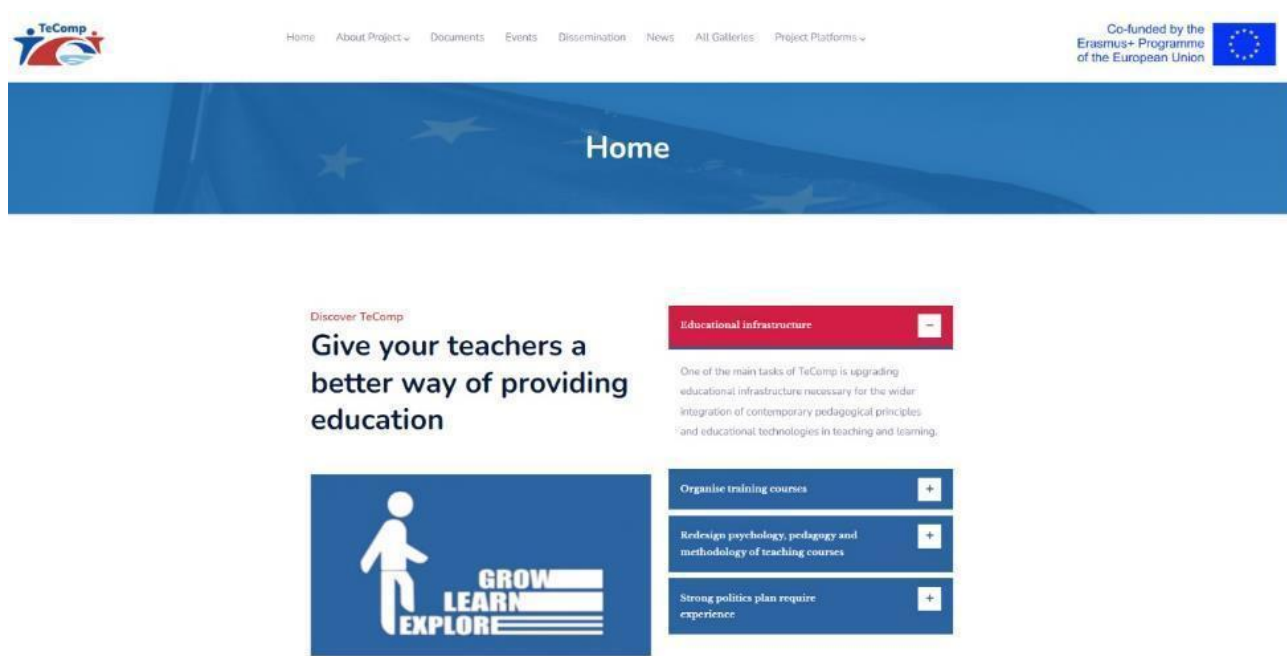 TeComp
Home About Project Documents Events Dissemination News All Galleries Project Platforms
Co-funded by the
Erasmus+ Programme
of the European Union
Home
Discover TeComp
Give your teachers a
better way of providing
education
GROW
LEARN
EXPLORE
Educational infrastructure
One of the main tasks of TeComp is upgrading
educational infrastructure necessary for the wider
integration of contemporary pedagogical principles
and educational technologies in teaching and learning.
Organise training courses
Redesign psychology, pedagogy and
methodology of teaching courses
Strong politics plan require
experience